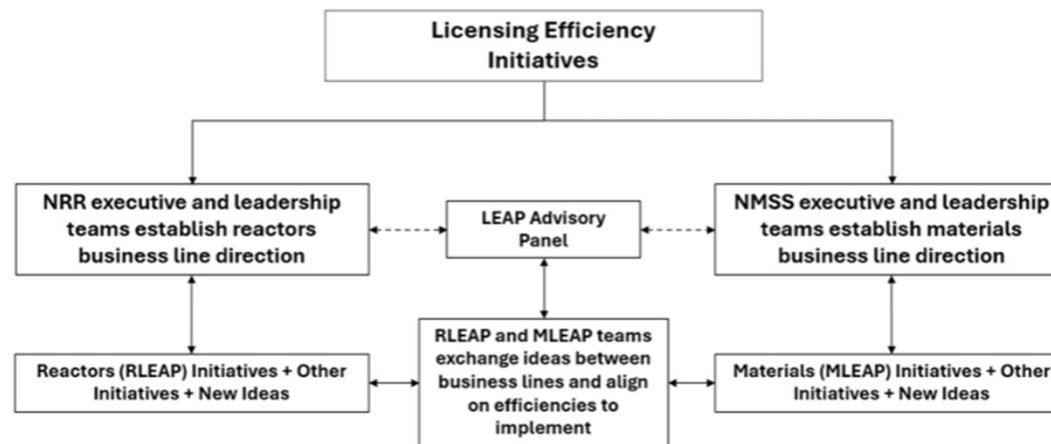 Licensing Efficiency
Initiatives
NRR executive and leadership
teams establish reactors
business line direction
LEAP Advisory
Panel
NMSS executive and leadership
teams establish materials
business line direction
Reactors (RLEAP) Initiatives + Other
Initiatives + New Ideas
RLEAP and MLEAP teams
exchange ideas between
business lines and align
on efficiencies to
implement
Materials (MLEAP) Initiatives + Other
Initiatives + New Ideas